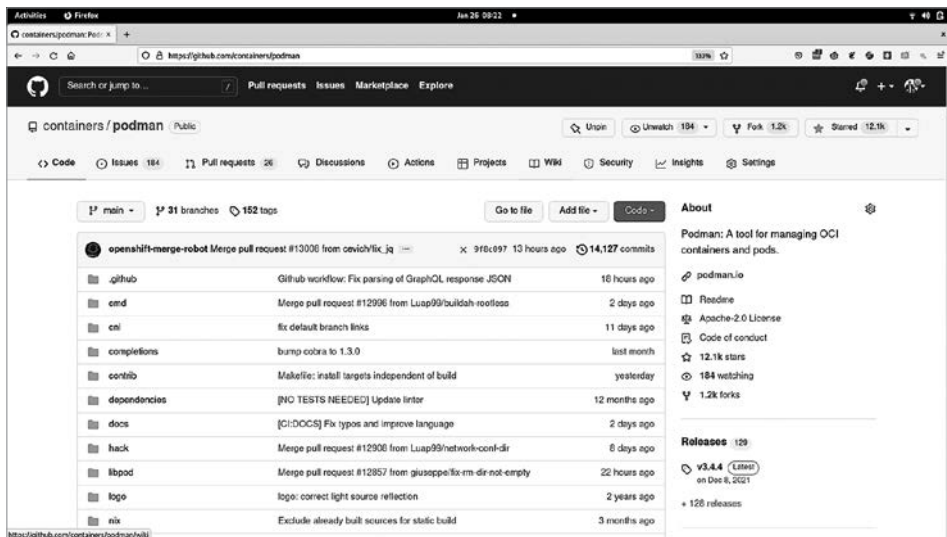 Activities Firefox Jan 26 08:22
containers/podman: Pod
https://github.com/containers/podman
Search or jump to... / Pull requests Issues Marketplace Explore
containers / podman Public Unpin Unwatch 184 Fork 1.2k Starred 12.1k
Code Issues 184 Pull requests 26 Discussions Actions Projects Wiki Security Insights Settings
main 31 branches 152 tags Go to file Add file Code
openshift-merge-robot Merge pull request #13008 from cevich/fix_jq ... 9f8c097 13 hours ago 14,127 commits
.github Github workflow: Fix parsing of GraphQL response JSON 18 hours ago
cmd Merge pull request #12996 from Luap99/buildah-rootless 2 days ago
cni fix default branch links 11 days ago
completions bump cobra to 1.3.0 last month
contrib Makefile: install targets independent of build yesterday
dependencies [NO TESTS NEEDED] Update linter 12 months ago
docs [CI:DOCS] Fix typos and improve language 2 days ago
hack Merge pull request #12908 from Luap99/network-conf-dir 8 days ago
libpod Merge pull request #12857 from giuseppe/fix-rm-dir-not-empty 22 hours ago
logo logo: correct light source reflection 2 years ago
nix Exclude already built sources for static build 3 months ago
About
Podman: A tool for managing OCI
containers and pods.
podman.io
Readme
Apache-2.0 License
Code of conduct
12.1k stars
184 watching
1.2k forks
Releases 129
v3.4.4 Latest
on Dec 8, 2021
+ 128 releases
https://github.com/containers/podman/wiki